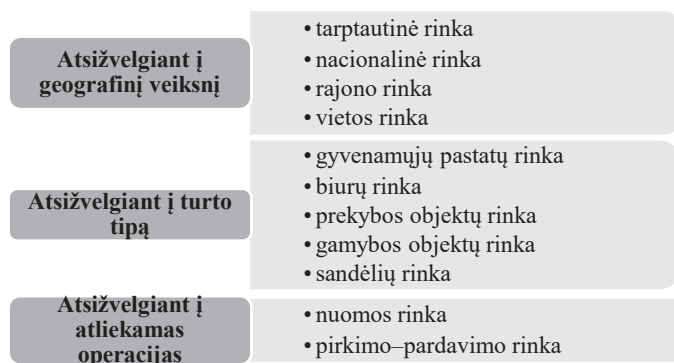 Atsižvelgiant į
geografinį veiksnį
• tarptautinė rinka
• nacionalinė rinka
• rajono rinka
• vietos rinka
Atsižvelgiant į turto
tipą
• gyvenamųjų pastatų rinka
• biurų rinka
• prekybos objektų rinka
• gamybos objektų rinka
• sandėlių rinka
Atsižvelgiant į
atliekamas
operacijas
• nuomos rinka
• pirkimo–pardavimo rinka